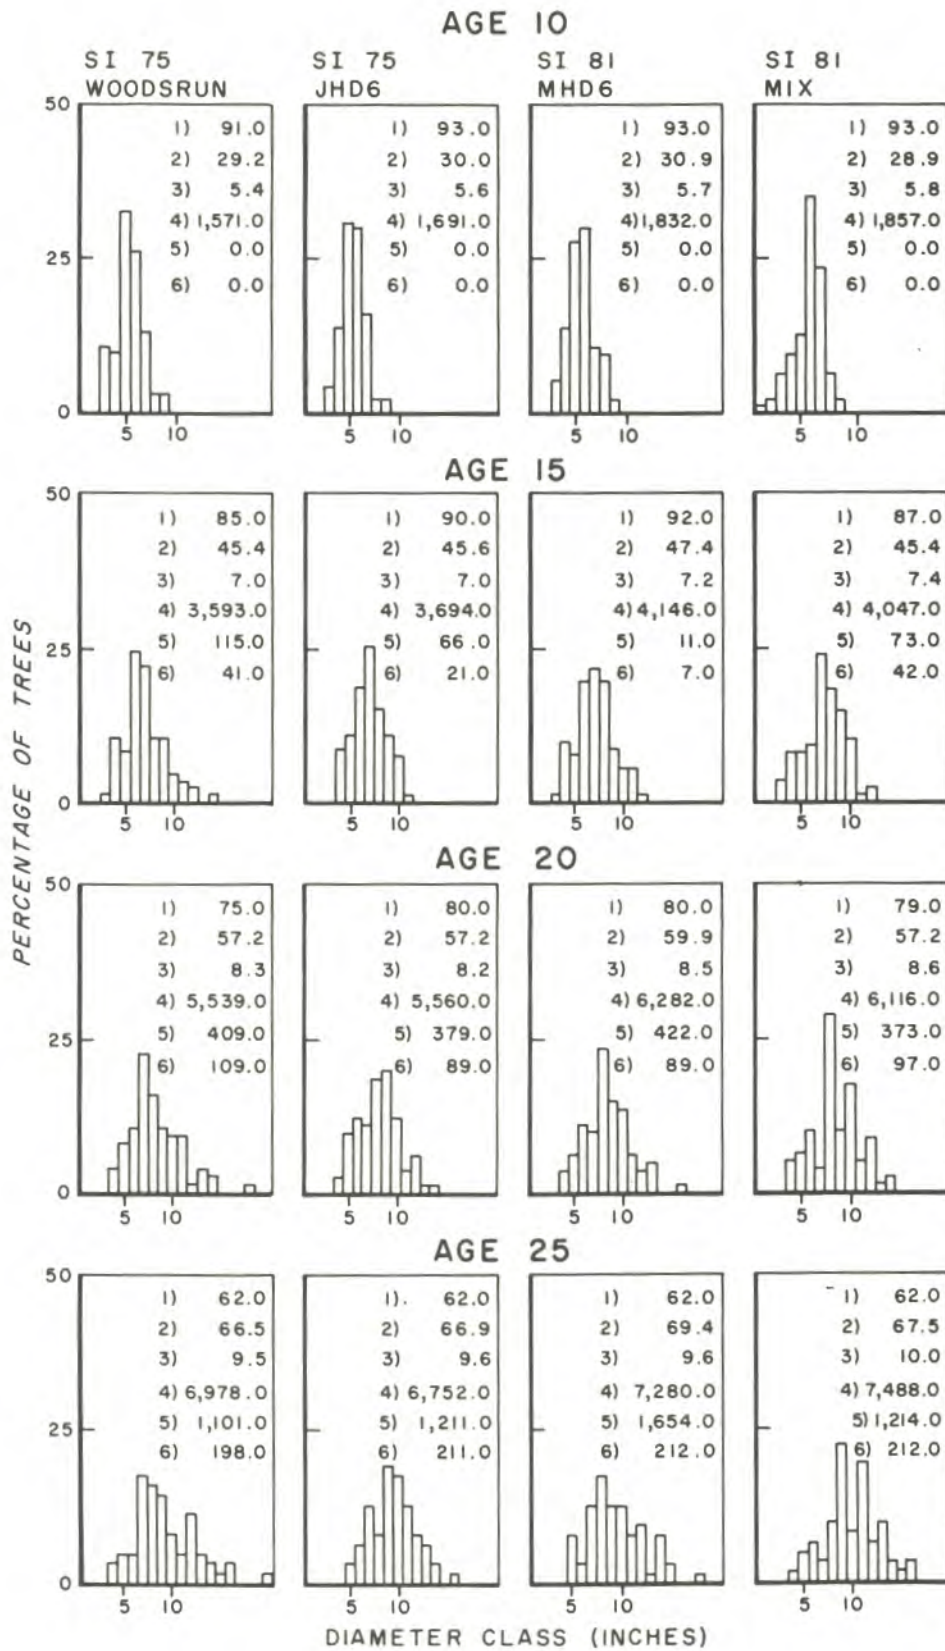 AGE 10
SI 75 SI 75 SI 81 SI 81
WOODSRUN JHD6 MHD6 MIX
50
1) 91.0 1) 93.0 1) 93.0 1) 93.0
2) 29.2 2) 30.0 2) 30.9 2) 28.9
3) 5.4 3) 5.6 3) 5.7 3) 5.8
4) 1,571.0 4) 1,691.0 4) 1,832.0 4) 1,857.0
25 5) 0.0 5) 0.0 5) 0.0 5) 0.0
6) 0.0 6) 0.0 6) 0.0 6) 0.0
0
5 10 5 10 5 10 5 10
AGE 15
50
1) 85.0 1) 90.0 1) 92.0 1) 87.0
2) 45.4 2) 45.6 2) 47.4 2) 45.4
3) 7.0 3) 7.0 3) 7.2 3) 7.4
4) 3,593.0 4) 3,694.0 4) 4,146.0 4) 4,047.0
25 5) 115.0 5) 66.0 5) 11.0 5) 73.0
6) 41.0 6) 21.0 6) 7.0 6) 42.0
0
5 10 5 10 5 10 5 10
PERCENTAGE OF TREES
AGE 20
50
1) 75.0 1) 80.0 1) 80.0 1) 79.0
2) 57.2 2) 57.2 2) 59.9 2) 57.2
3) 8.3 3) 8.2 3) 8.5 3) 8.6
4) 5,539.0 4) 5,560.0 4) 6,282.0 4) 6,116.0
25 5) 409.0 5) 379.0 5) 422.0 5) 373.0
6) 109.0 6) 89.0 6) 89.0 6) 97.0
0
5 10 5 10 5 10 5 10
AGE 25
50
1) 62.0 1). 62.0 1) 62.0 1) 62.0
2) 66.5 2) 66.9 2) 69.4 2) 67.5
3) 9.5 3) 9.6 3) 9.6 3) 10.0
4) 6,978.0 4) 6,752.0 4) 7,280.0 4) 7,488.0
25 5) 1,101.0 5) 1,211.0 5) 1,654.0 5) 1,214.0
6) 198.0 6) 211.0 6) 212.0 6) 212.0
0
5 10 5 10 5 10 5 10
DIAMETER CLASS (INCHES)